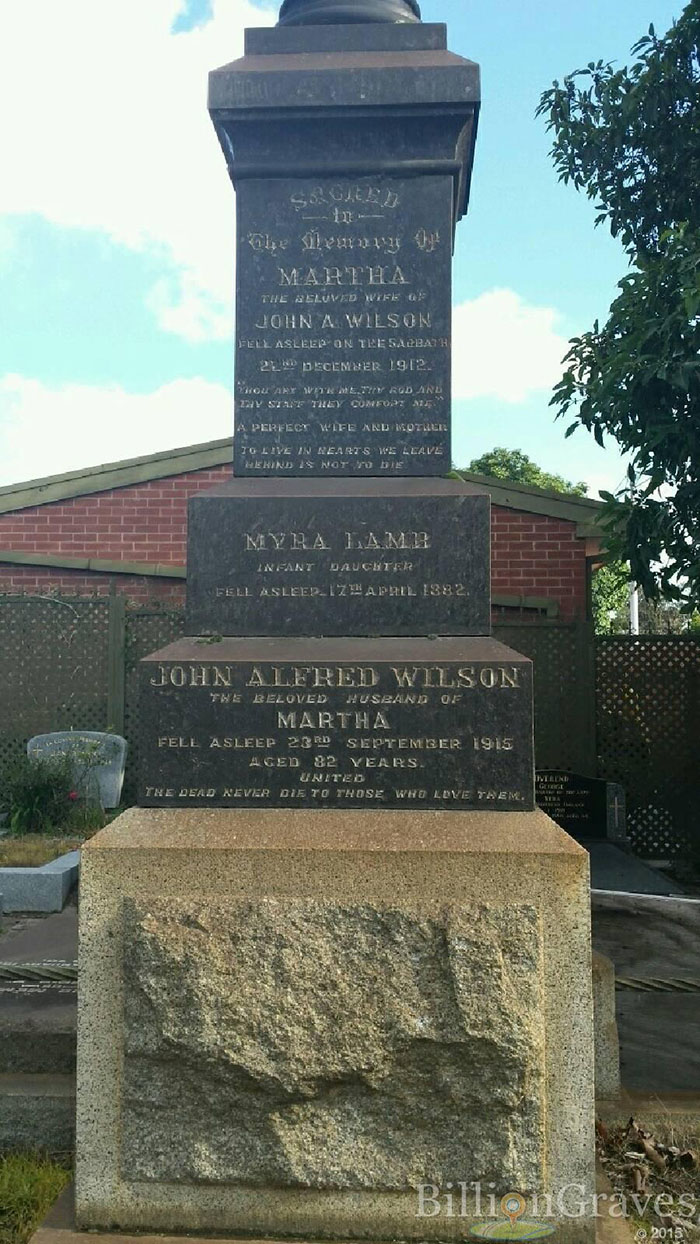 SACRED
To
The Memory Of
MARTHA
THE BELOVED WIFE OF
JOHN A. WILSON
FELL ASLEEP ON THE SABBATH
22ND DECEMBER 1912.
"THOU ART WITH ME, THY ROD AND
THY STAFF THEY COMFORT ME."
A PERFECT WIFE AND MOTHER
TO LIVE IN HEARTS WE LEAVE
BEHIND IS NOT TO DIE
MYRA LAMB
INFANT DAUGHTER
FELL ASLEEP 17TH APRIL 1882.
JOHN ALFRED WILSON
THE BELOVED HUSBAND OF
MARTHA
FELL ASLEEP 23RD SEPTEMBER 1915
AGED 82 YEARS.
UNITED
THE DEAD NEVER DIE TO THOSE WHO LOVE THEM.
REVEREND
GEORGE
BillionGraves
© 2015